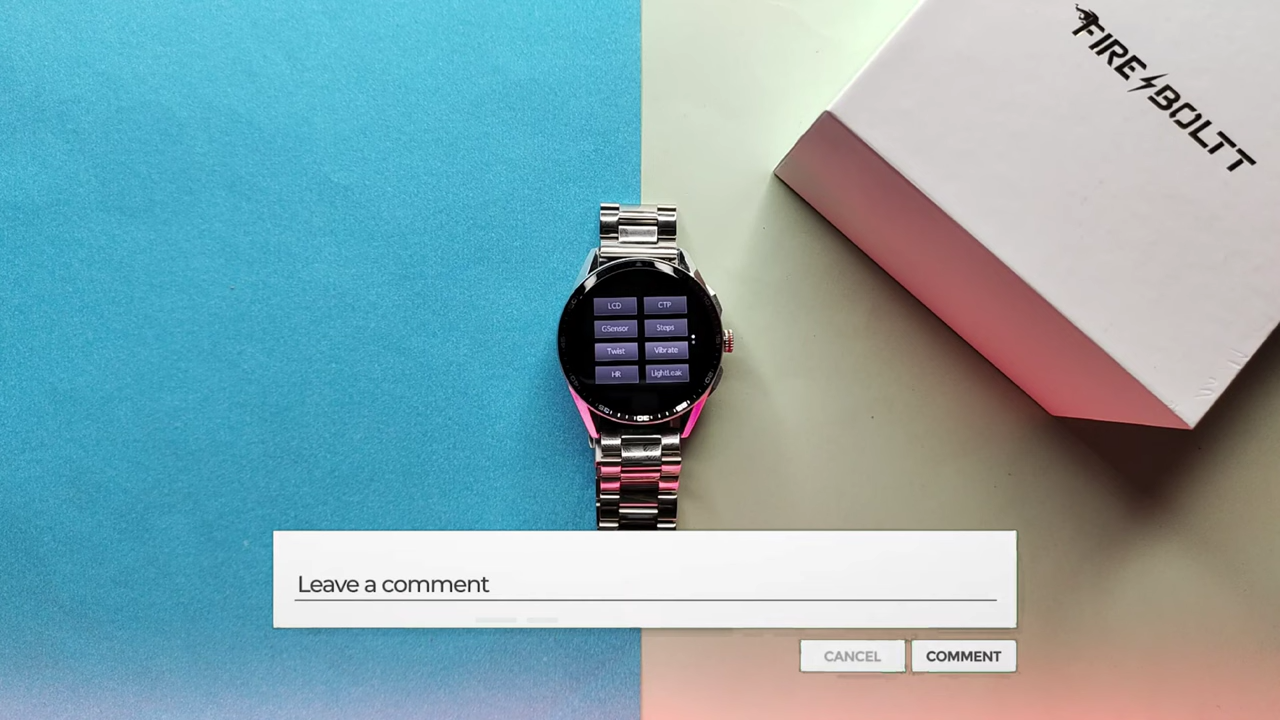 FIRE BOLTT
LCD CTP
GSensor Steps
Twist Vibrate
HR LightLeak
Leave a comment
CANCEL COMMENT